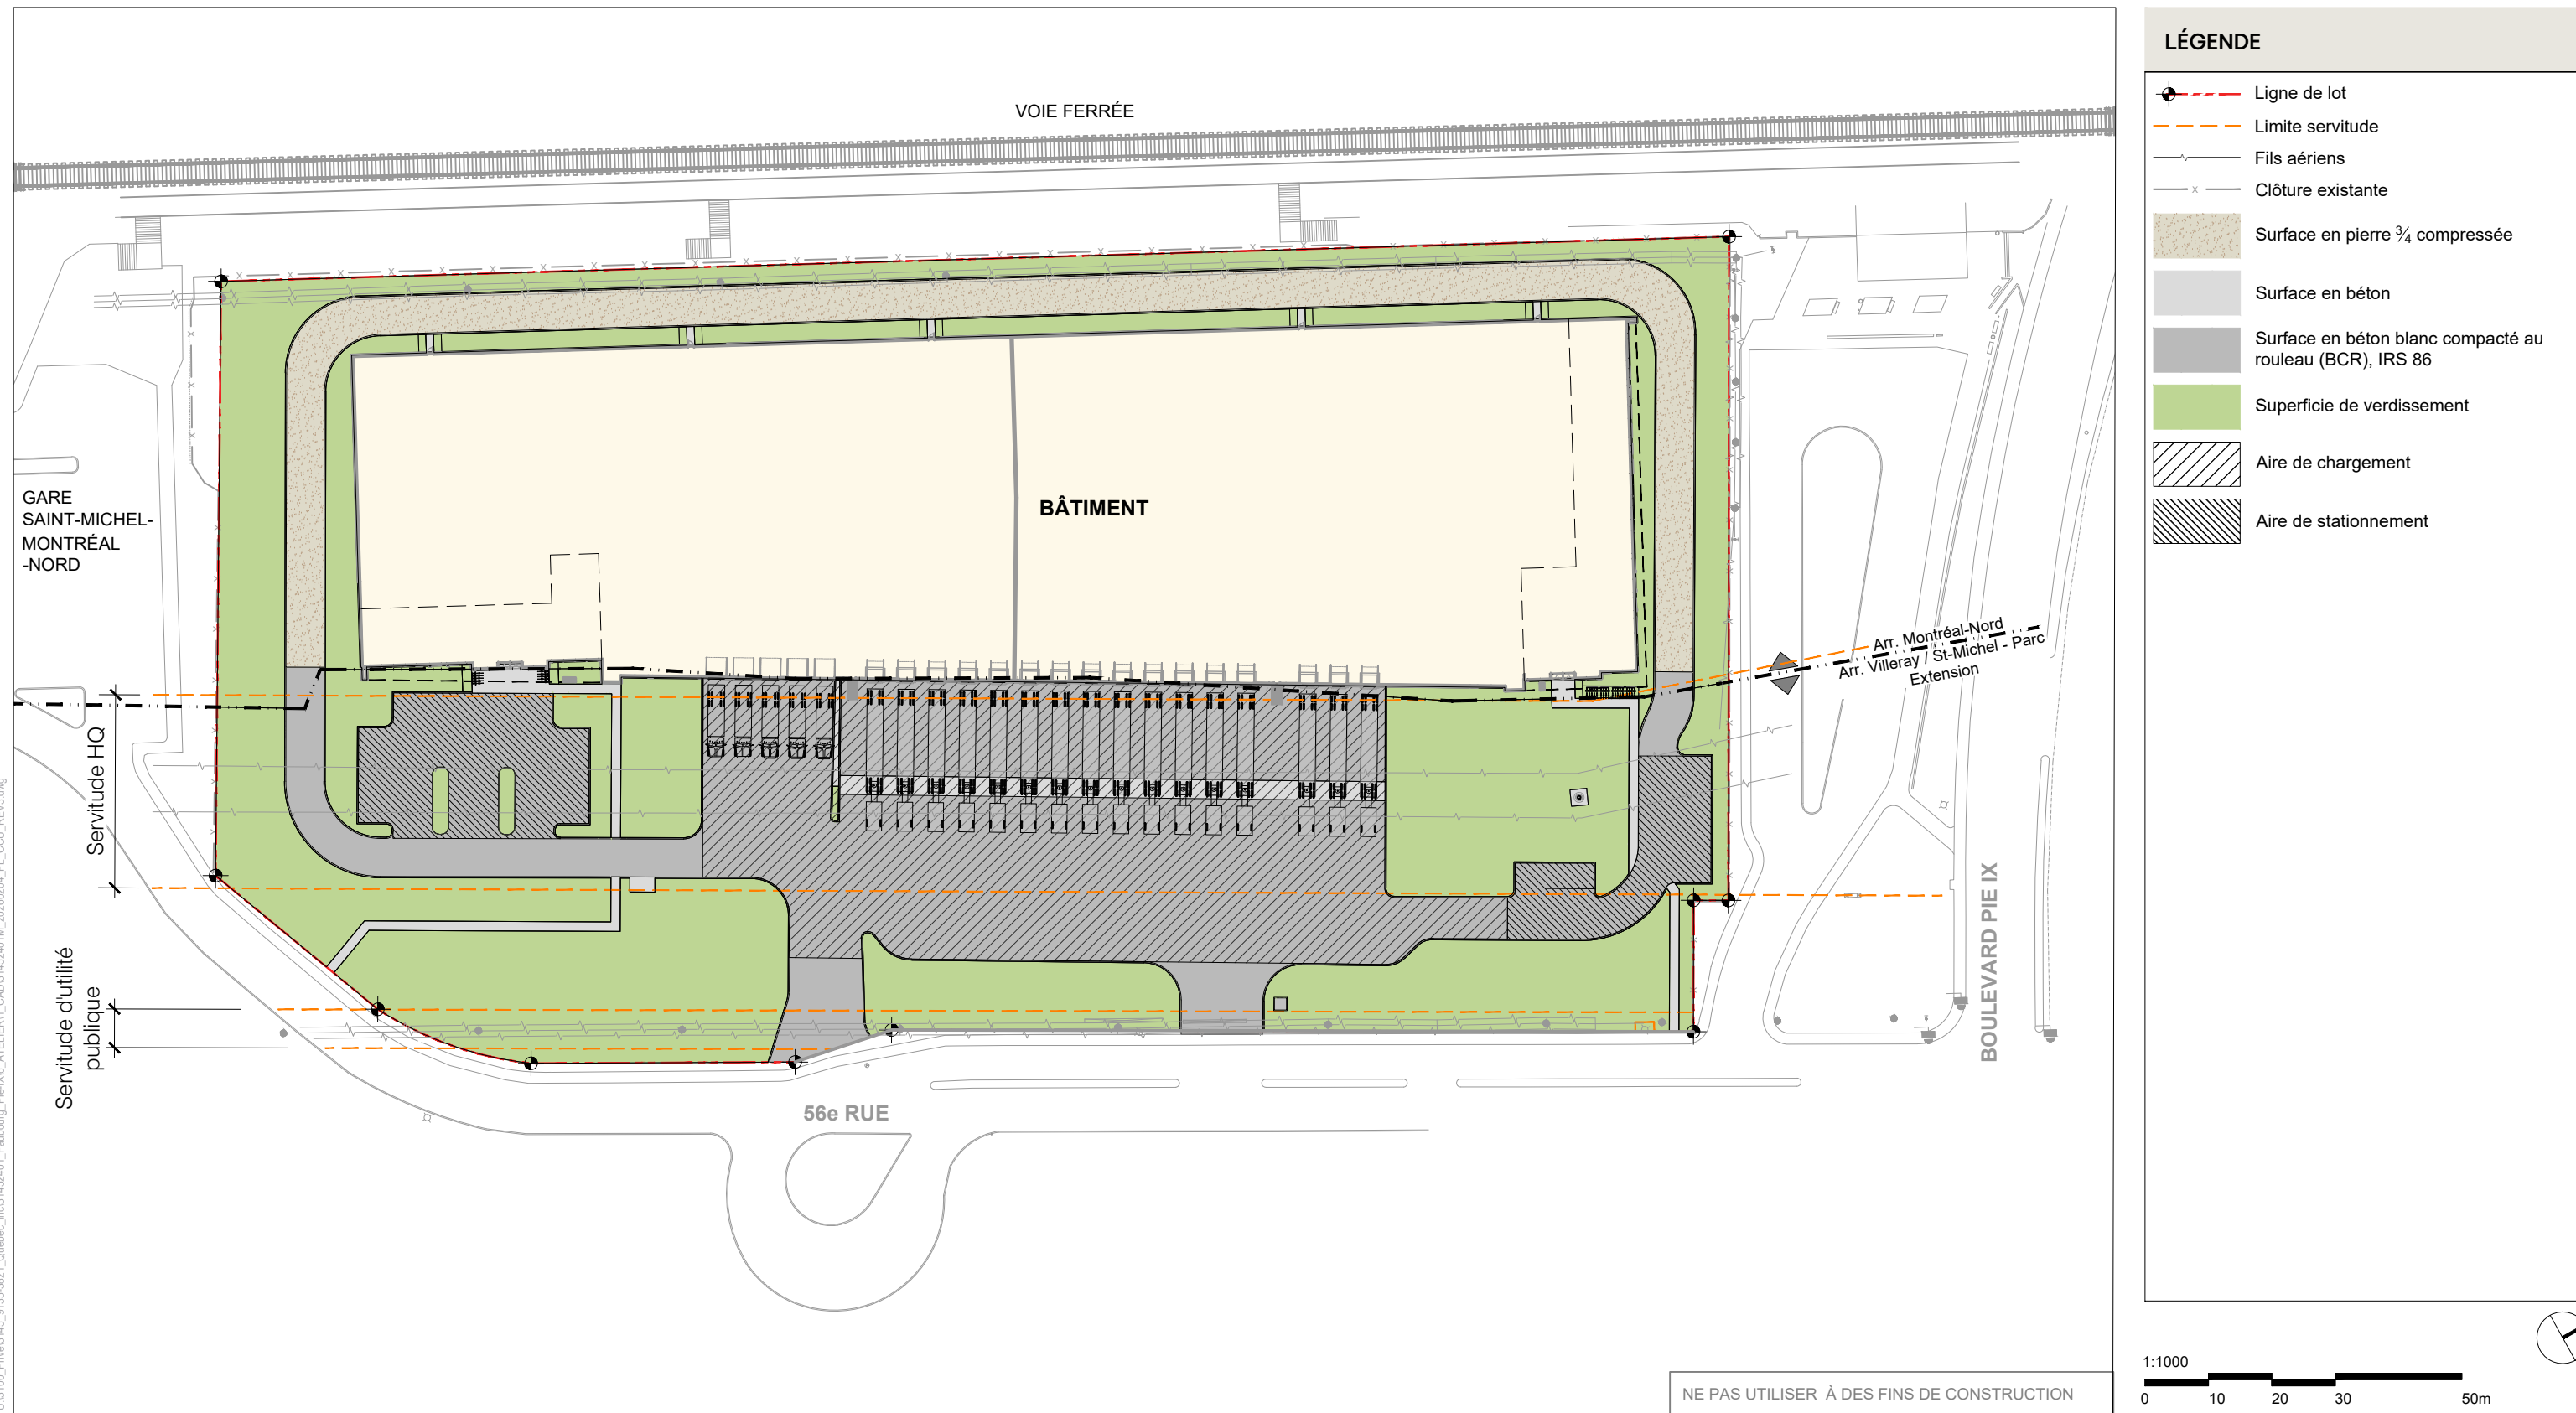 VOIE FERRÉE
GARE
SAINT-MICHEL-
MONTRÉAL
-NORD
BÂTIMENT
Arr. Montréal-Nord
Arr. Villeray / St-Michel - Parc
Extension
Servitude HQ
Servitude d'utilité
publique
56e RUE
BOULEVARD PIE IX
NE PAS UTILISER À DES FINS DE CONSTRUCTION
LÉGENDE
Ligne de lot
Limite servitude
Fils aériens
Clôture existante
Surface en pierre ¾ compressée
Surface en béton
Surface en béton blanc compacté au
rouleau (BCR), IRS 86
Superficie de verdissement
Aire de chargement
Aire de stationnement
1:1000
0 10 20 30 50m